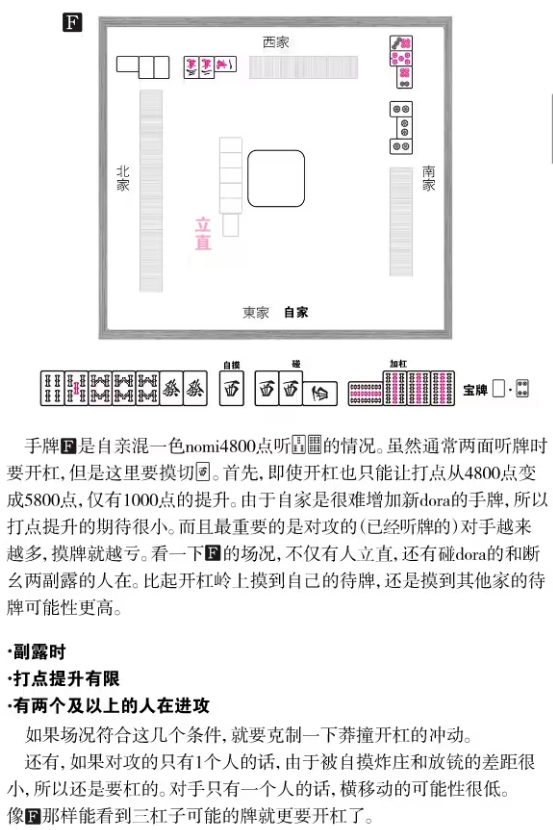 F
西家
北家
南家
立直
東家 自家
自摸 碰 加杠
宝牌 ・
手牌F是自亲混一色nomi4800点听的情况。虽然通常两面听牌时
要开杠,但是这里要摸切。首先,即使开杠也只能让打点从4800点变
成5800点,仅有1000点的提升。由于自家是很难增加新dora的手牌,所以
打点提升的期待很小。而且最重要的是对攻的(已经听牌的)对手越来
越多,摸牌就越亏。看一下F的场况,不仅有人立直,还有碰dora的和断
幺两副露的人在。比起开杠岭上摸到自己的待牌,还是摸到其他家的待
牌可能性更高。
·副露时
·打点提升有限
·有两个及以上的人在进攻
如果场况符合这几个条件,就要克制一下莽撞开杠的冲动。
还有,如果对攻的只有1个人的话,由于被自摸炸庄和放铳的差距很
小,所以还是要杠的。对手只有一个人的话,横移动的可能性很低。
像F那样能看到三杠子可能的牌就更要开杠了。